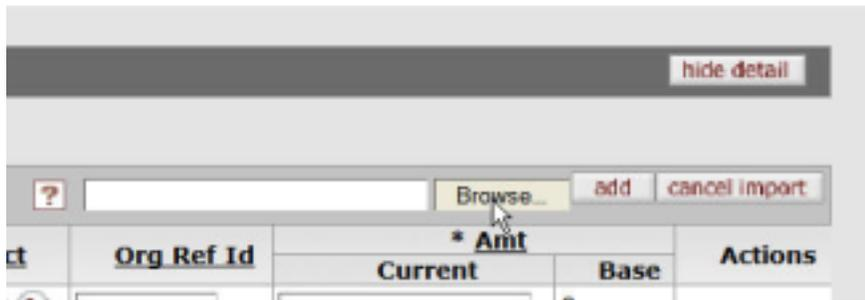 hide detail
? Browse... add cancel import
ct Org Ref Id * Amt Actions
Current Base